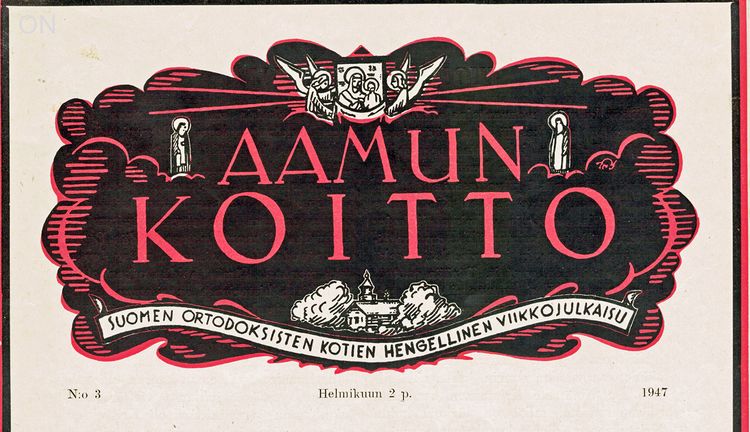 ON
AAMUN
KOITTO
SUOMEN ORTODOKSISTEN KOTIEN HENGELLINEN VIIKKOJULKAISU
N:o 3 Helmikuun 2 p. 1947